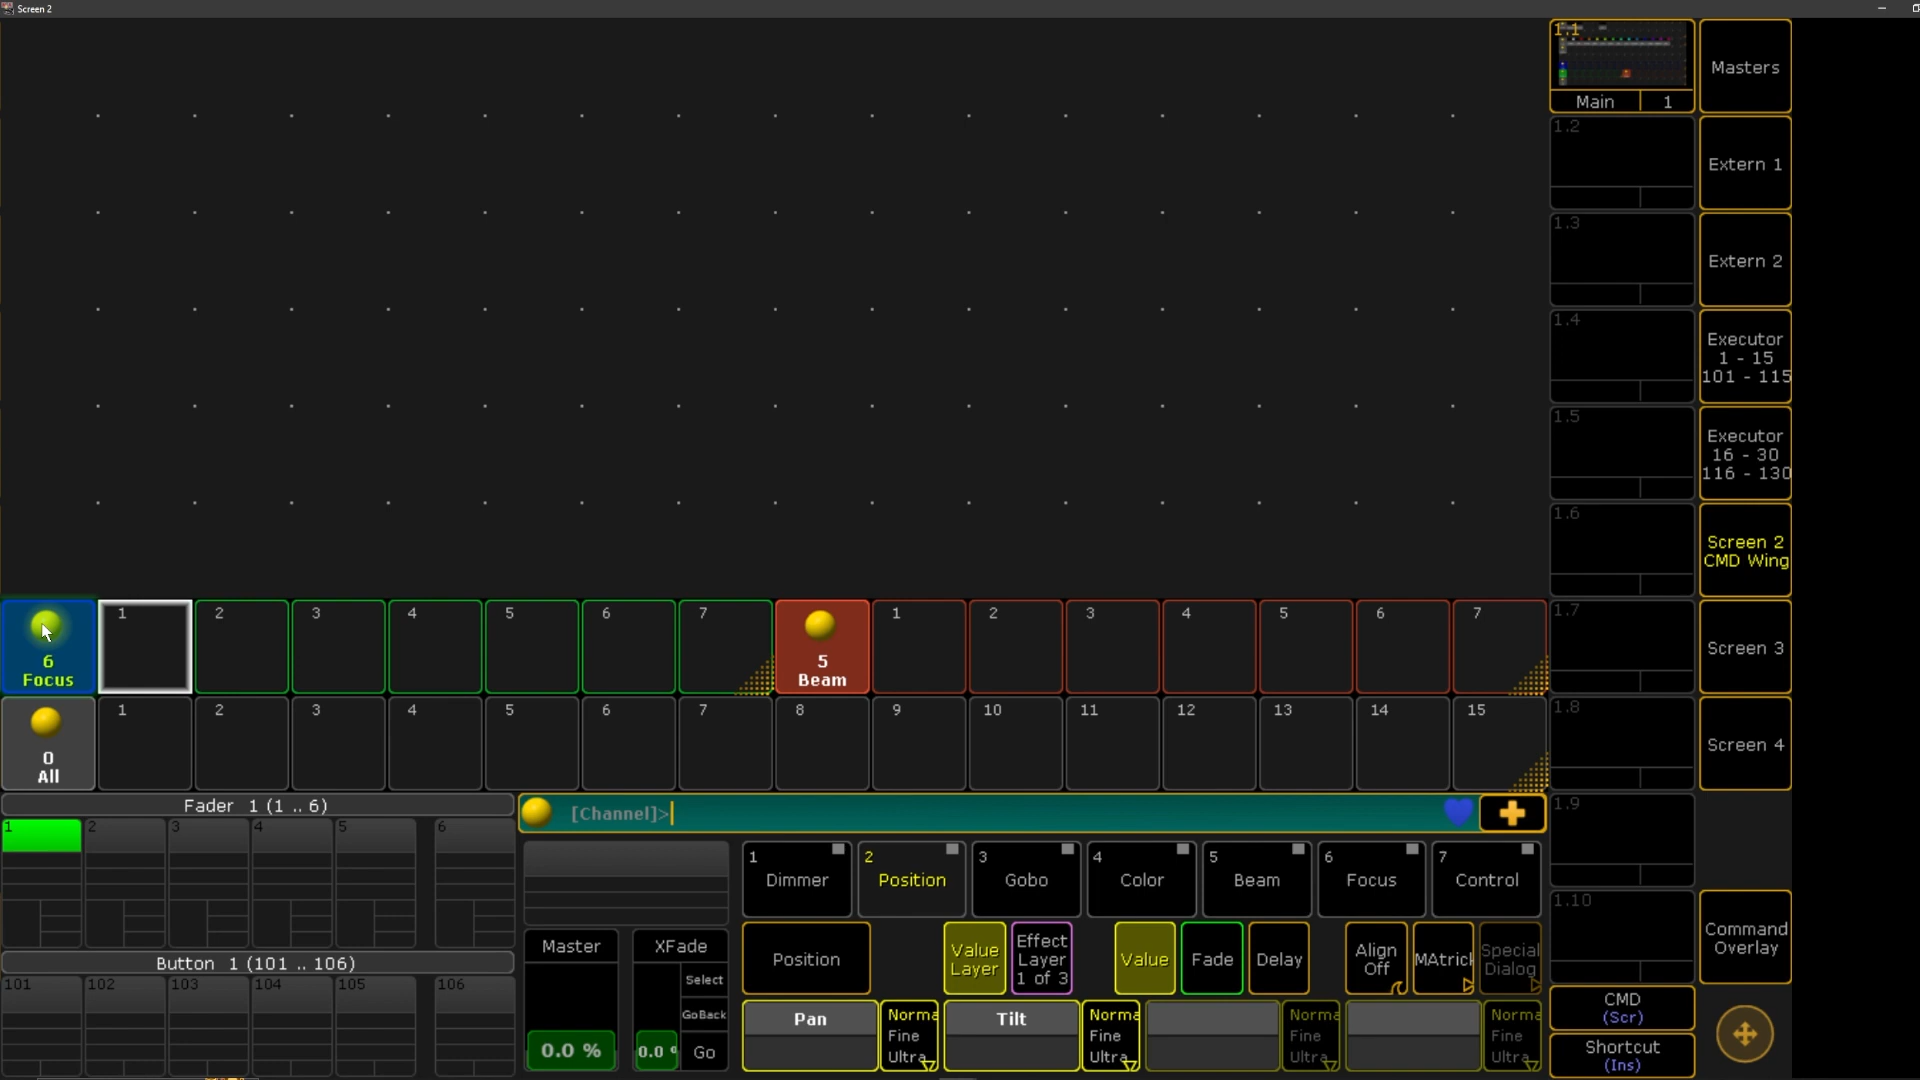 Screen 2
1.1
Main 1
Masters
1.2
Extern 1
1.3
Extern 2
1.4
Executor
1 - 15
101 - 115
1.5
Executor
16 - 30
116 - 130
1.6
Screen 2
CMD Wing
6
Focus
1 2 3 4 5 6 7
5
Beam
1 2 3 4 5 6 7
1.7
Screen 3
0
All
1 2 3 4 5 6 7 8 9 10 11 12 13 14 15
1.8
Screen 4
Fader 1 (1 .. 6)
1 2 3 4 5 6
[Channel]>
1.9
1 Dimmer
2 Position
3 Gobo
4 Color
5 Beam
6 Focus
7 Control
1.10
Command
Overlay
Button 1 (101 .. 106)
101 102 103 104 105 106
Master
0.0 %
XFade
Select
GoBack
0.0
Go
Position
Value
Layer
Effect
Layer
1 of 3
Value
Fade
Delay
Align
Off
MAtrick
Special
Dialog
Pan
Norma
Fine
Ultra
Tilt
Norma
Fine
Ultra
Norma
Fine
Ultra
Norma
Fine
Ultra
CMD
(Scr)
Shortcut
(Ins)